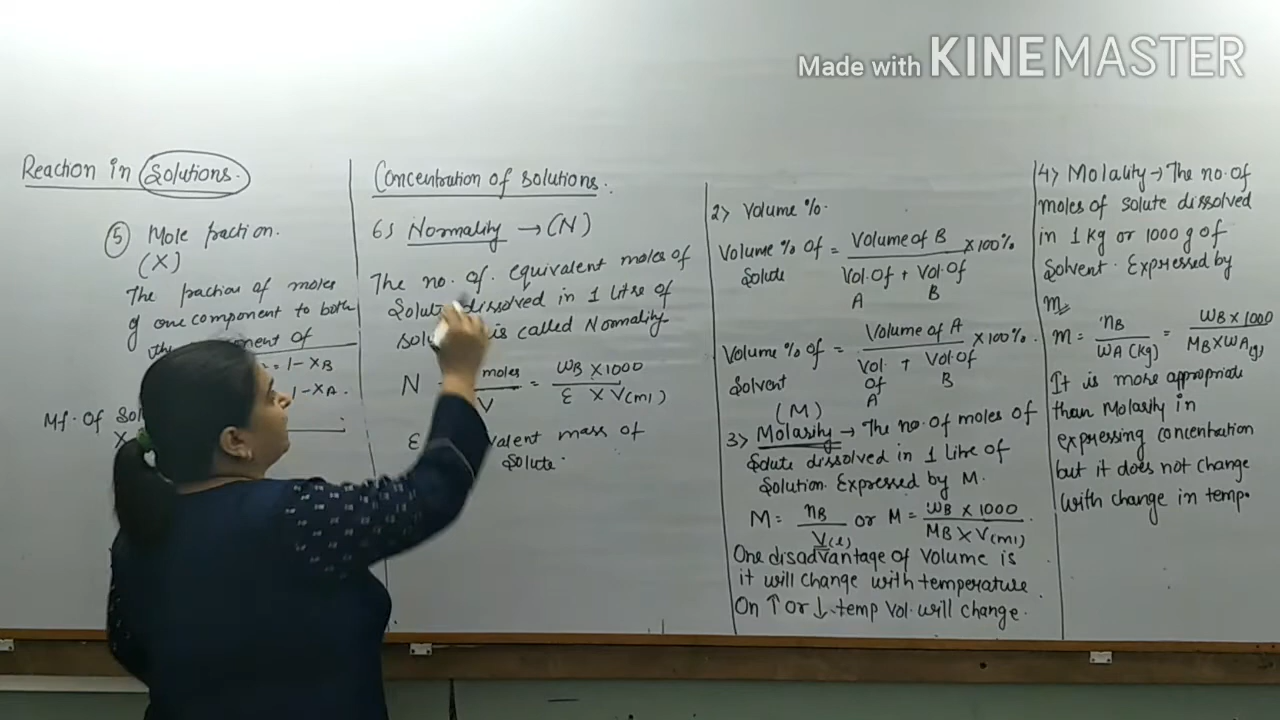 Made with KINEMASTER
Reaction in Solutions.
⑤ Mole fraction.
(X)
The fraction of moles
of one component to both
the of
= 1 - XB
1 - XA.
Mf. Of
X
Concentration of solutions.
6) Normality → (N)
The no. of. equivalent moles of
Solut dissolved in 1 litre of
is called Normality
N moles / V = WB × 1000 / E × V(ml)
E mass of
Solute.
2) Volume %.
Volume % of Solute = Volume of B / Vol. Of A + Vol. Of B × 100%
Volume % of Solvent = Volume of A / Vol. Of A + Vol. Of B × 100%.
(M)
3) Molarity → The no. of moles of
Solute dissolved in 1 Litre of
Solution. Expressed by M.
M = nB / V(l) or M = WB × 1000 / MB × V(ml)
One disadvantage of Volume is
it will change with temperature.
On ↑ or ↓ temp Vol. will change.
4) Molality → The no. of
moles of solute dissolved
in 1 Kg or 1000 g of
Solvent. Expressed by
m
m = nB / WA (Kg) = WB × 1000 / MB × WA(g)
It is more appropriate
than Molarity in
expressing concentration
but it does not change
with change in temp.